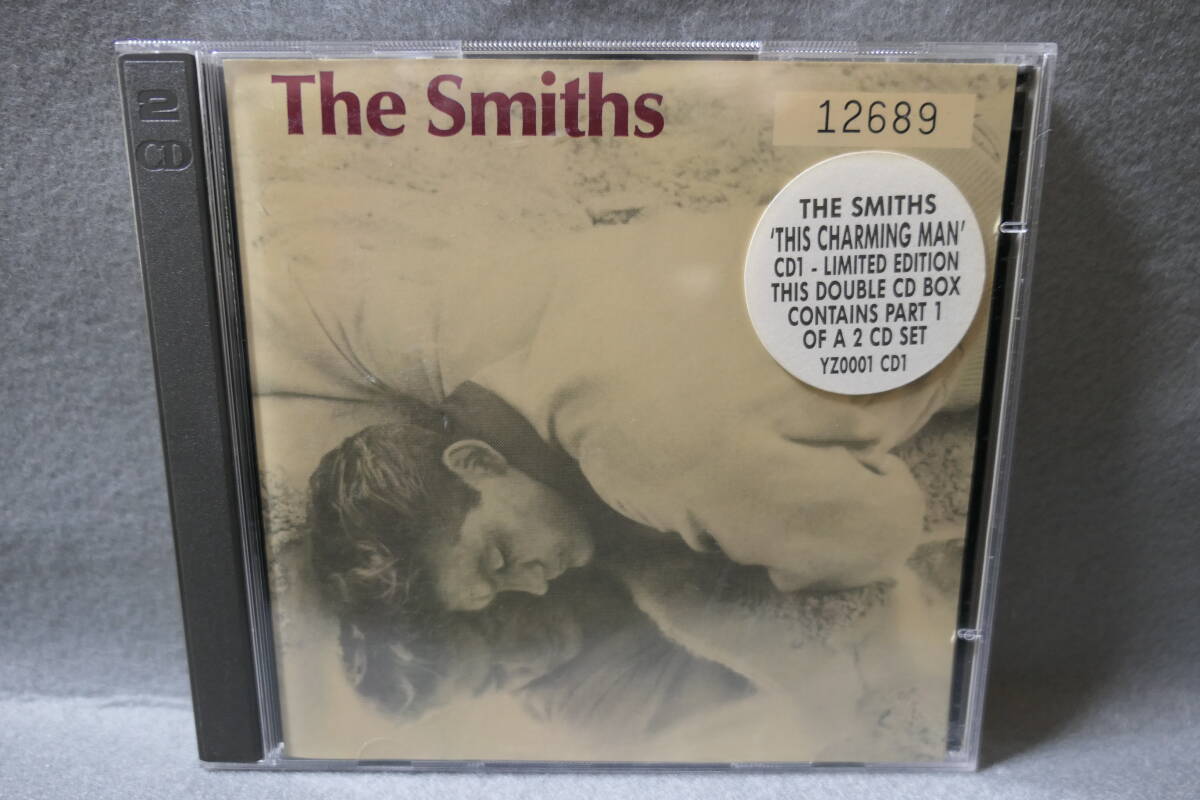 2
CD
The Smiths
12689
THE SMITHS
'THIS CHARMING MAN'
CD1 - LIMITED EDITION
THIS DOUBLE CD BOX
CONTAINS PART 1
OF A 2 CD SET
YZ0001 CD1